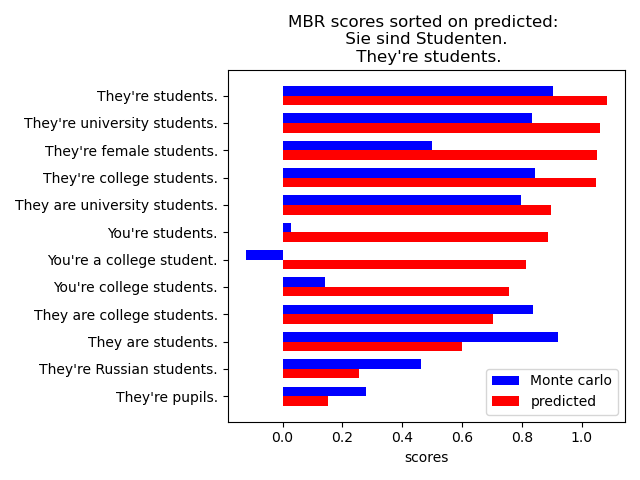 MBR scores sorted on predicted:
Sie sind Studenten.
They're students.
They're students.
They're university students.
They're female students.
They're college students.
They are university students.
You're students.
You're a college student.
You're college students.
They are college students.
They are students.
They're Russian students.
They're pupils.
Monte carlo
predicted
0.0 0.2 0.4 0.6 0.8 1.0
scores